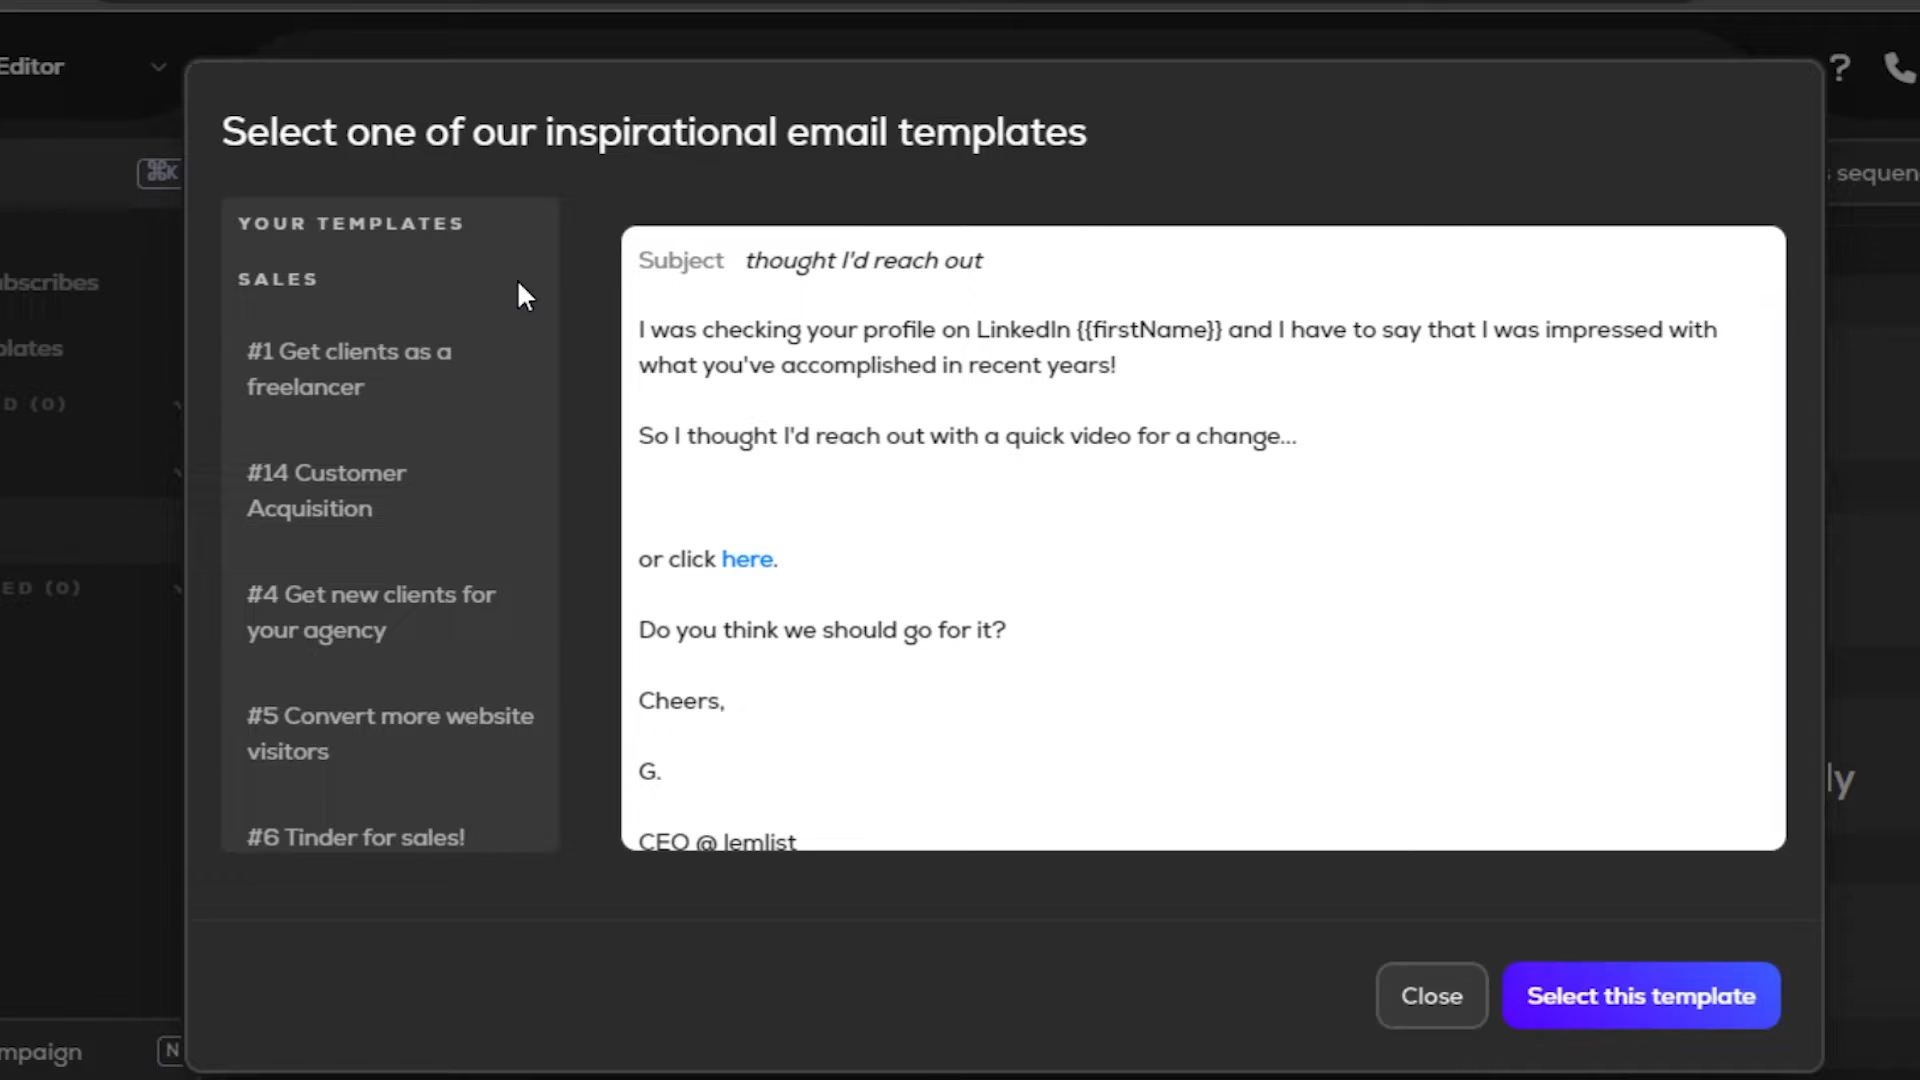 Editor
?
Select one of our inspirational email templates
⌘K
sequen
YOUR TEMPLATES
SALES
#1 Get clients as a
freelancer
#14 Customer
Acquisition
#4 Get new clients for
your agency
#5 Convert more website
visitors
#6 Tinder for sales!
Subject thought I'd reach out
I was checking your profile on LinkedIn {{firstName}} and I have to say that I was impressed with
what you've accomplished in recent years!
So I thought I'd reach out with a quick video for a change...
or click here.
Do you think we should go for it?
Cheers,
G.
CEO @ lemlist
bscribes
plates
D (0)
ED (0)
ly
Close
Select this template
mpaign
N